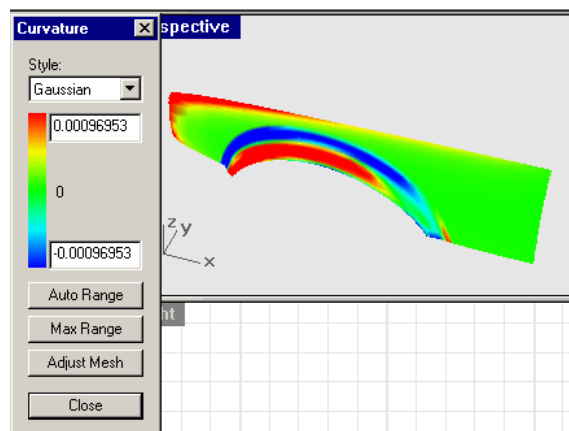 Curvature
spective
Style:
Gaussian
0.00096953
0
-0.00096953
Auto Range
Max Range
Adjust Mesh
Close
z
y
x
ht